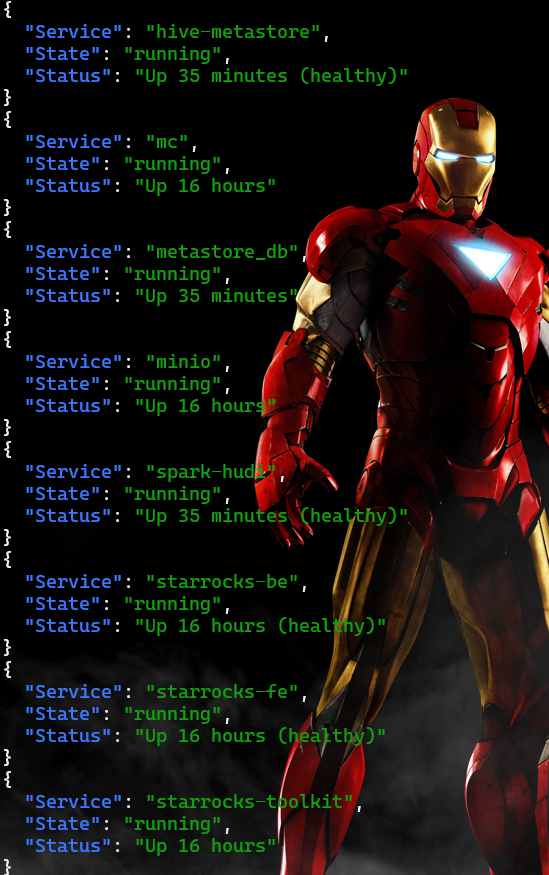 {
  "Service": "hive-metastore",
  "State": "running",
  "Status": "Up 35 minutes (healthy)"
}
{
  "Service": "mc",
  "State": "running",
  "Status": "Up 16 hours"
}
{
  "Service": "metastore_db",
  "State": "running",
  "Status": "Up 35 minutes"
}
{
  "Service": "minio",
  "State": "running",
  "Status": "Up 16 hours"
}
{
  "Service": "spark-hudi",
  "State": "running",
  "Status": "Up 35 minutes (healthy)"
}
{
  "Service": "starrocks-be",
  "State": "running",
  "Status": "Up 16 hours (healthy)"
}
{
  "Service": "starrocks-fe",
  "State": "running",
  "Status": "Up 16 hours (healthy)"
}
{
  "Service": "starrocks-toolkit",
  "State": "running",
  "Status": "Up 16 hours"
}